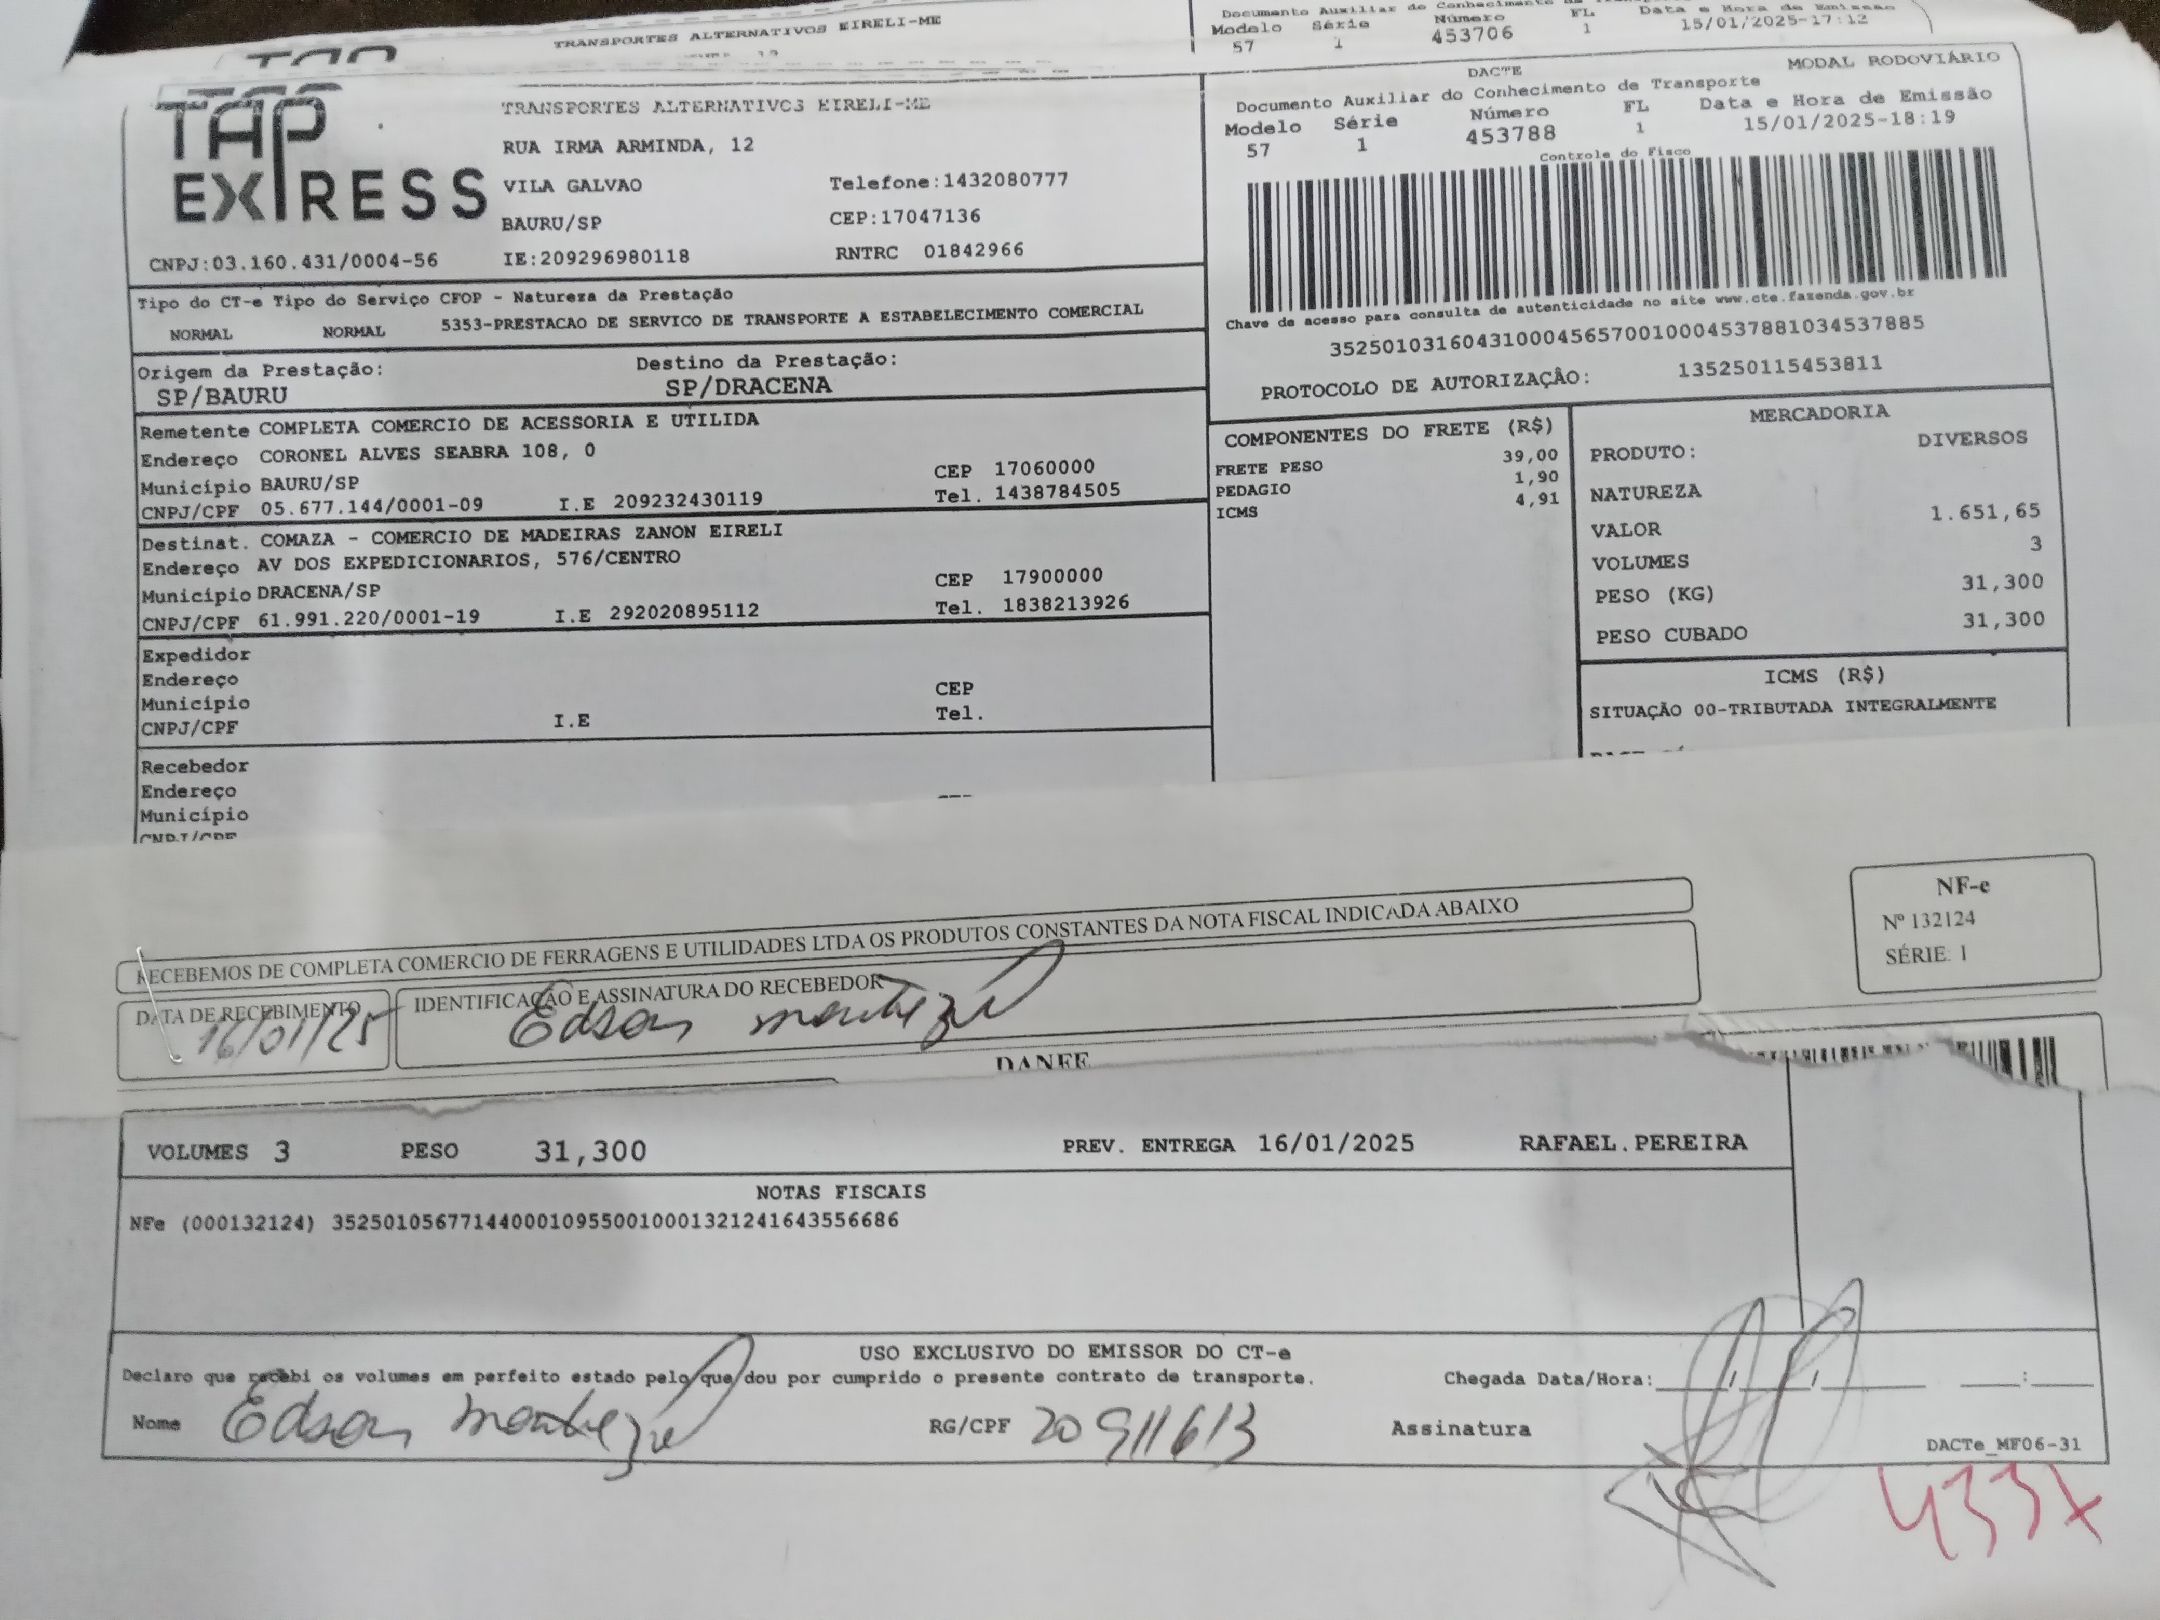 TRANSPORTES ALTERNATIVOS EIRELI-ME
Documento Auxiliar do Conhecimento de
Modelo Série Número FL Data e Hora de Emissão
57 1 453706 1 15/01/2025-17:12
TAP
EXPRESS
TRANSPORTES ALTERNATIVOS EIRELI-ME
RUA IRMA ARMINDA, 12
VILA GALVAO Telefone:1432080777
BAURU/SP CEP:17047136
CNPJ:03.160.431/0004-56 IE:209296980118 RNTRC 01842966
DACTE MODAL RODOVIÁRIO
Documento Auxiliar do Conhecimento de Transporte
Modelo Série Número FL Data e Hora de Emissão
57 1 453788 1 15/01/2025-18:19
Controle do Fisco
Chave de acesso para consulta de autenticidade no site www.cte.fazenda.gov.br
35250103160431000456570010004537881034537885
PROTOCOLO DE AUTORIZAÇÃO: 135250115453811
Tipo do CT-e Tipo do Serviço CFOP - Natureza da Prestação
NORMAL NORMAL 5353-PRESTACAO DE SERVICO DE TRANSPORTE A ESTABELECIMENTO COMERCIAL
Origem da Prestação: Destino da Prestação:
SP/BAURU SP/DRACENA
Remetente COMPLETA COMERCIO DE ACESSORIA E UTILIDA
Endereço CORONEL ALVES SEABRA 108, 0
Município BAURU/SP CEP 17060000
CNPJ/CPF 05.677.144/0001-09 I.E 209232430119 Tel. 1438784505
Destinat. COMAZA - COMERCIO DE MADEIRAS ZANON EIRELI
Endereço AV DOS EXPEDICIONARIOS, 576/CENTRO
Município DRACENA/SP CEP 17900000
CNPJ/CPF 61.991.220/0001-19 I.E 292020895112 Tel. 1838213926
Expedidor
Endereço
Município CEP
CNPJ/CPF I.E Tel.
Recebedor
Endereço
Município
CNPJ/CPF
COMPONENTES DO FRETE (R$)
FRETE PESO 39,00
PEDAGIO 1,90
ICMS 4,91
MERCADORIA
PRODUTO: DIVERSOS
NATUREZA
VALOR 1.651,65
VOLUMES 3
PESO (KG) 31,300
PESO CUBADO 31,300
ICMS (R$)
SITUAÇÃO 00-TRIBUTADA INTEGRALMENTE
RECEBEMOS DE COMPLETA COMERCIO DE FERRAGENS E UTILIDADES LTDA OS PRODUTOS CONSTANTES DA NOTA FISCAL INDICADA ABAIXO
DATA DE RECEBIMENTO IDENTIFICAÇÃO E ASSINATURA DO RECEBEDOR
16/01/25 Edson
NF-e
Nº 132124
SÉRIE: 1
DANFE
VOLUMES 3 PESO 31,300 PREV. ENTREGA 16/01/2025 RAFAEL.PEREIRA
NOTAS FISCAIS
NFe (000132124) 35250105677144000109550010001321241643556686
USO EXCLUSIVO DO EMISSOR DO CT-e
Declaro que recebi os volumes em perfeito estado pelo que dou por cumprido o presente contrato de transporte. Chegada Data/Hora:___/___/______ ___:___
Nome Edson RG/CPF 20911613 Assinatura
DACTe_MF06-31